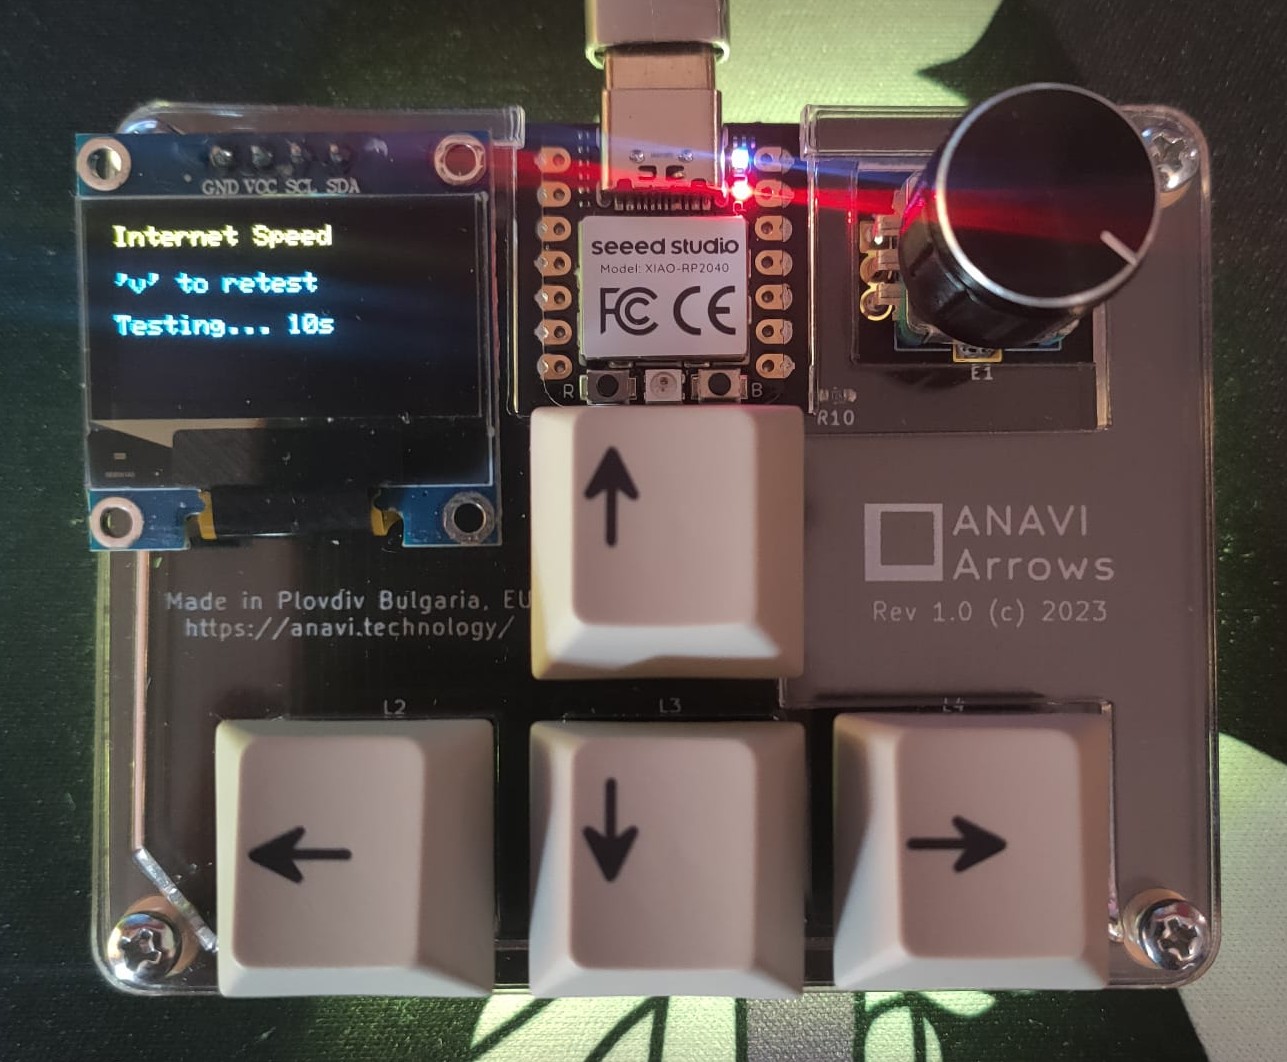 GND VCC SCL SDA
Internet Speed
'v' to retest
Testing... 10s
seeed studio
Model: XIAO-RP2040
FC CE
R B
E1
R10
ANAVI
Arrows
Rev 1.0 (c) 2023
Made in Plovdiv Bulgaria, EU
https://anavi.technology/
L2 L3 L4